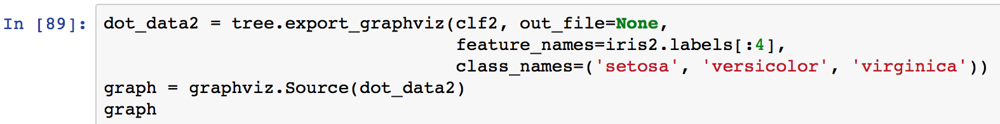 In [89]: dot_data2 = tree.export_graphviz(clf2, out_file=None,
                                 feature_names=iris2.labels[:4],
                                 class_names=('setosa', 'versicolor', 'virginica'))
graph = graphviz.Source(dot_data2)
graph